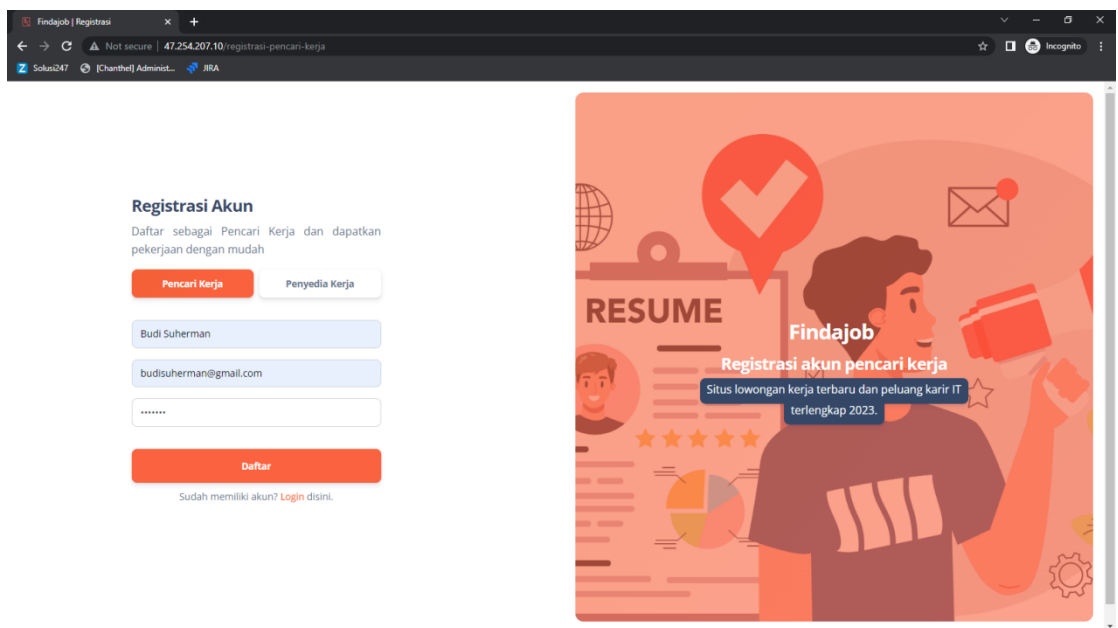 Findajob | Registrasi
Not secure | 47.254.207.10/registrasi-pencari-kerja
Incognito
Solusi247
[Chanthel] Administ...
JIRA
Registrasi Akun
Daftar sebagai Pencari Kerja dan dapatkan
pekerjaan dengan mudah
Pencari Kerja
Penyedia Kerja
Budi Suherman
budisuherman@gmail.com
Daftar
Sudah memiliki akun? Login disini.
RESUME
Findajob
Registrasi akun pencari kerja
Situs lowongan kerja terbaru dan peluang karir IT
terlengkap 2023.